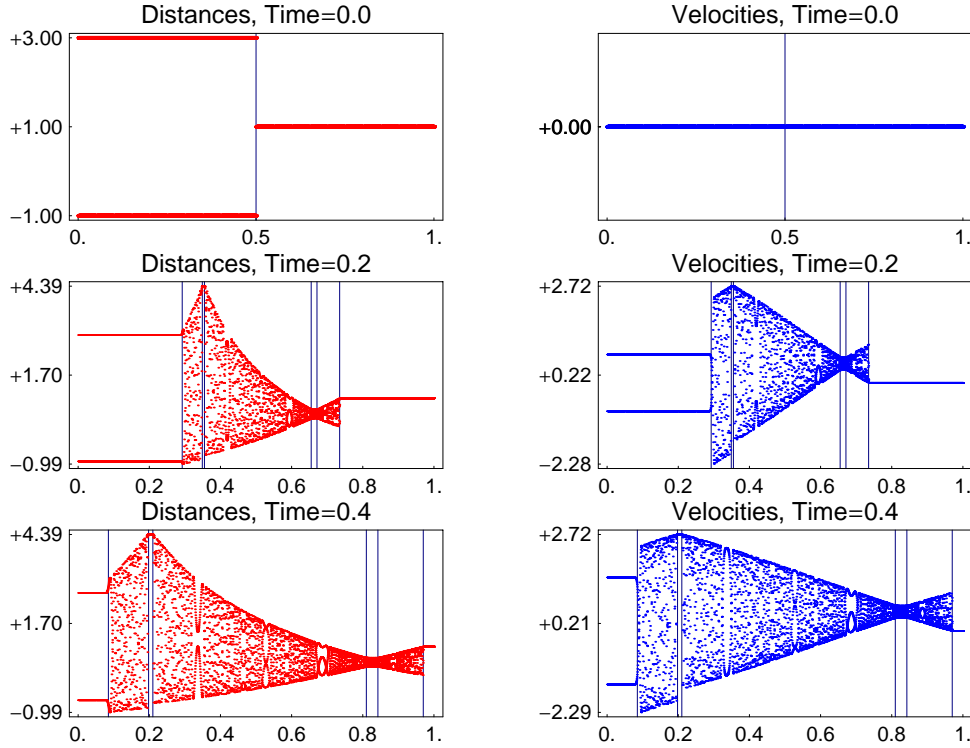 Distances, Time=0.0
+3.00
+1.00
−1.00
0. 0.5 1.
Velocities, Time=0.0
+0.00
0. 0.5 1.
Distances, Time=0.2
+4.39
+1.70
−0.99
0. 0.2 0.4 0.6 0.8 1.
Velocities, Time=0.2
+2.72
+0.22
−2.28
0. 0.2 0.4 0.6 0.8 1.
Distances, Time=0.4
+4.39
+1.70
−0.99
0. 0.2 0.4 0.6 0.8 1.
Velocities, Time=0.4
+2.72
+0.21
−2.29
0. 0.2 0.4 0.6 0.8 1.